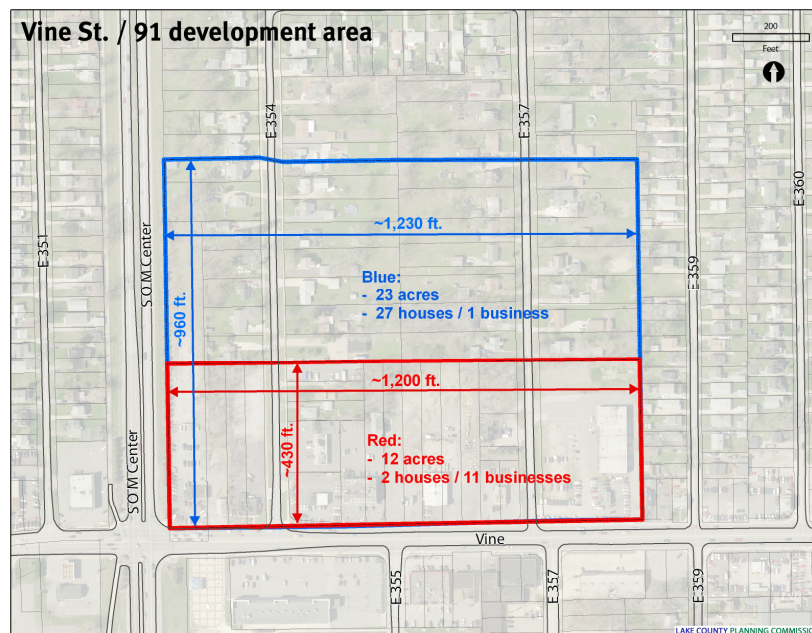 Vine St. / 91 development area
200
Feet
E 354
E 357
E 351
S O M Center
E 359
E 360
~1,230 ft.
~960 ft.
Blue:
- 23 acres
- 27 houses / 1 business
~1,200 ft.
~430 ft.
Red:
- 12 acres
- 2 houses / 11 businesses
S O M Center
Vine
E 355
E 357
E 359
LAKE COUNTY PLANNING COMMISSIO